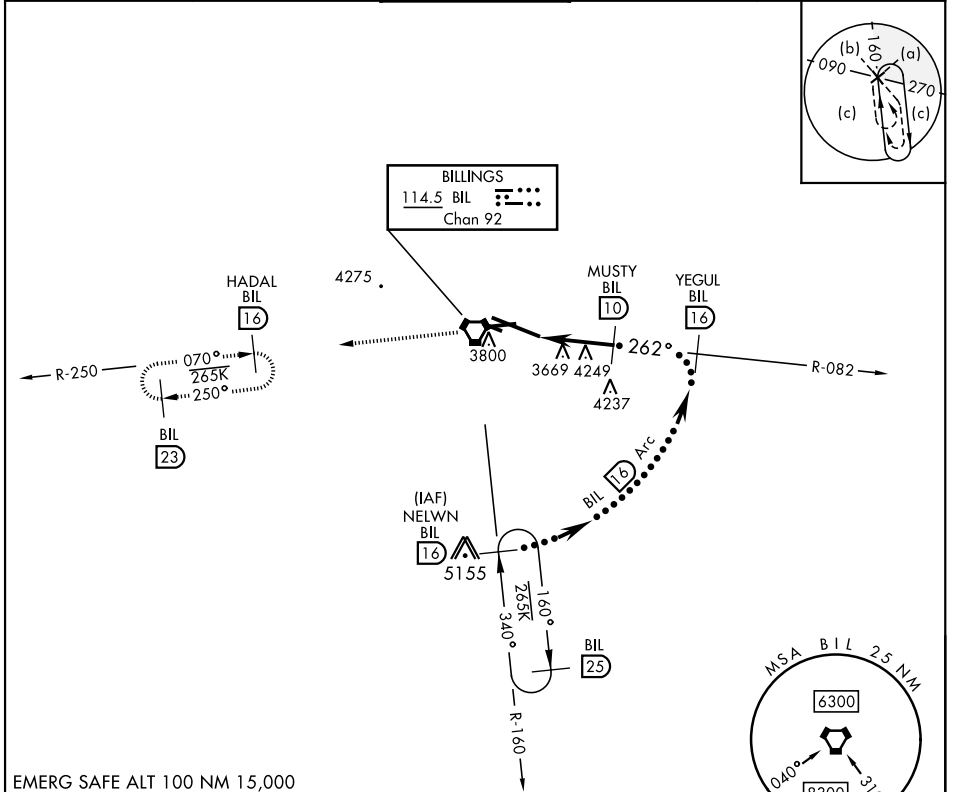 160
(b)
(a)
090
270
(c)
(c)
BILLINGS
114.5 BIL
Chan 92
HADAL
BIL
16
4275
MUSTY
BIL
10
YEGUL
BIL
16
3800
3669
4249
262°
4237
R-082
R-250
070°
265K
250°
BIL
23
BIL 16 Arc
(IAF)
NELWN
BIL
16
5155
265K
160°
340°
BIL
25
R-160
MSA BIL 25 NM
6300
040°
EMERG SAFE ALT 100 NM 15,000